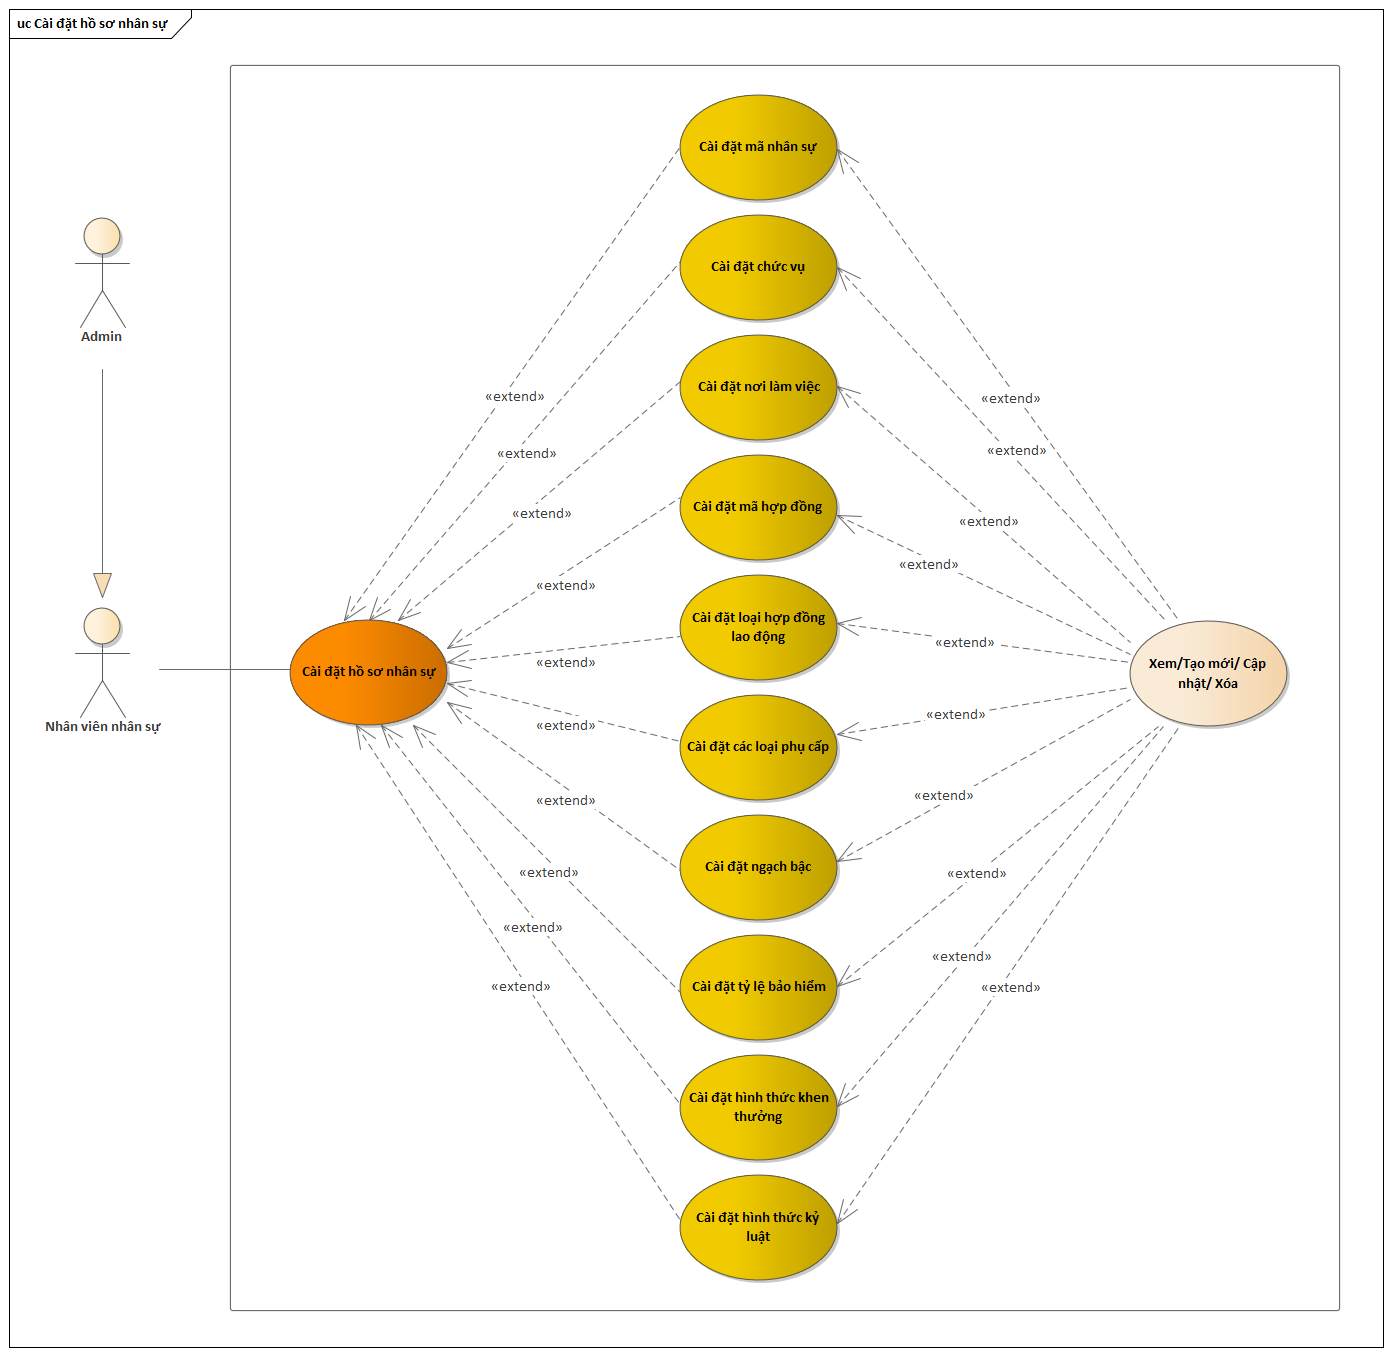 uc Cài đặt hồ sơ nhân sự
Cài đặt mã nhân sự
Cài đặt chức vụ
Admin
Cài đặt nơi làm việc
«extend»
«extend»
«extend»
«extend»
Cài đặt mã hợp đồng
«extend»
«extend»
«extend»
«extend»
Cài đặt loại hợp đồng
lao động
«extend»
«extend»
Cài đặt hồ sơ nhân sự
Xem/Tạo mới/ Cập
nhật/ Xóa
Nhân viên nhân sự
«extend»
«extend»
Cài đặt các loại phụ cấp
«extend»
«extend»
Cài đặt ngạch bậc
«extend»
«extend»
«extend»
«extend»
Cài đặt tỷ lệ bảo hiểm
«extend»
«extend»
Cài đặt hình thức khen
thưởng
Cài đặt hình thức kỷ
luật